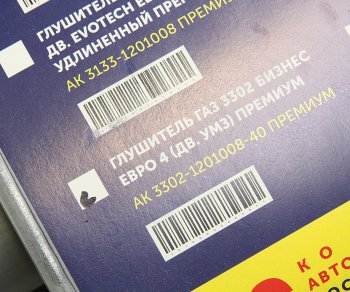 ГЛУШИТЕЛЬ
ДВ. EVOTECH
УДЛИНЕННЫЙ
АК 3133-1201008 ПРЕМИУМ
ГЛУШИТЕЛЬ ГАЗ 3302 БИЗНЕС
ЕВРО 4 (ДВ. УМЗ) ПРЕМИУМ
АК 3302-1201008-40 ПРЕМИУМ
КО
АВТО